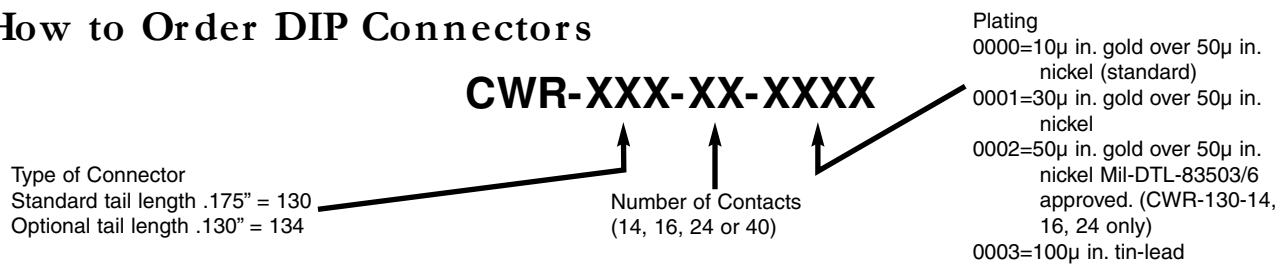 How to Order DIP Connectors
CWR-XXX-XX-XXXX
Type of Connector
Standard tail length .175” = 130
Optional tail length .130” = 134
Number of Contacts
(14, 16, 24 or 40)
Plating
0000=10µ in. gold over 50µ in.
nickel (standard)
0001=30µ in. gold over 50µ in.
nickel
0002=50µ in. gold over 50µ in.
nickel Mil-DTL-83503/6
approved. (CWR-130-14,
16, 24 only)
0003=100µ in. tin-lead